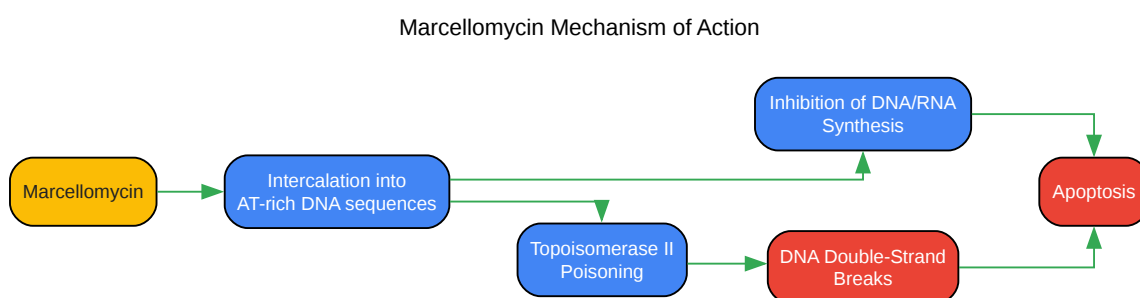 Marcellomycin Mechanism of Action
Marcellomycin
Intercalation into
AT-rich DNA sequences
Inhibition of DNA/RNA
Synthesis
Topoisomerase II
Poisoning
DNA Double-Strand
Breaks
Apoptosis